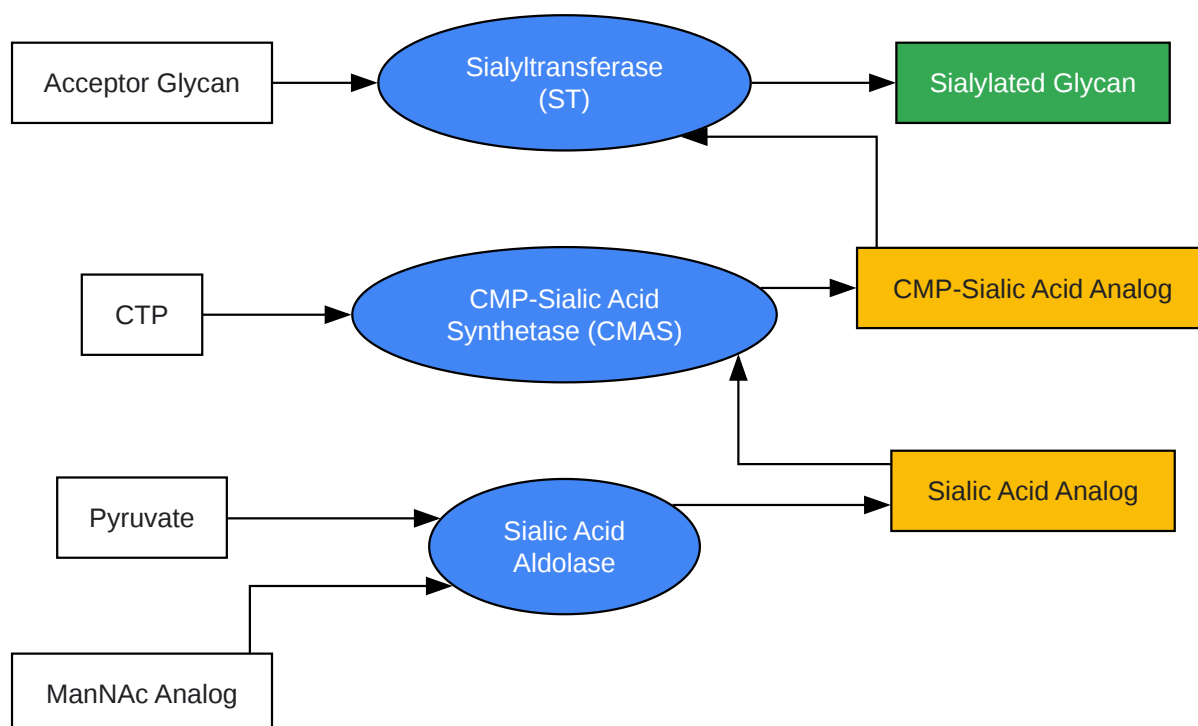 Acceptor Glycan
Sialyltransferase
(ST)
Sialylated Glycan
CTP
CMP-Sialic Acid
Synthetase (CMAS)
CMP-Sialic Acid Analog
Pyruvate
Sialic Acid
Aldolase
Sialic Acid Analog
ManNAc Analog